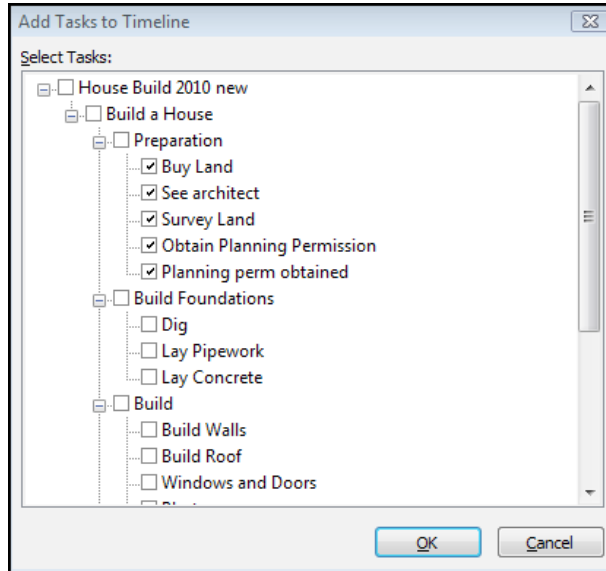 Add Tasks to Timeline
Select Tasks:
House Build 2010 new
Build a House
Preparation
Buy Land
See architect
Survey Land
Obtain Planning Permission
Planning perm obtained
Build Foundations
Dig
Lay Pipework
Lay Concrete
Build
Build Walls
Build Roof
Windows and Doors
OK
Cancel